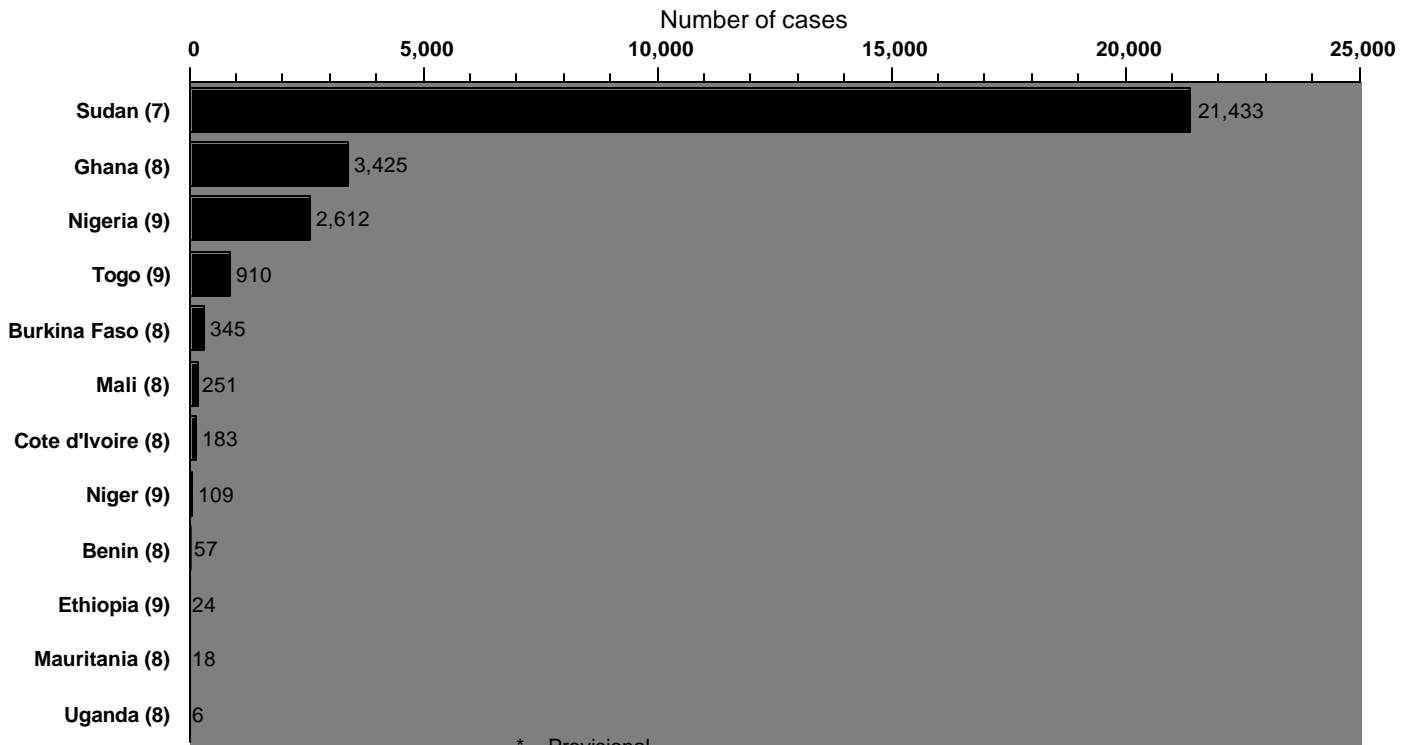 Number of cases
0 5,000 10,000 15,000 20,000 25,000
Sudan (7) 21,433
Ghana (8) 3,425
Nigeria (9) 2,612
Togo (9) 910
Burkina Faso (8) 345
Mali (8) 251
Cote d'Ivoire (8) 183
Niger (9) 109
Benin (8) 57
Ethiopia (9) 24
Mauritania (8) 18
Uganda (8) 6
* Provisional